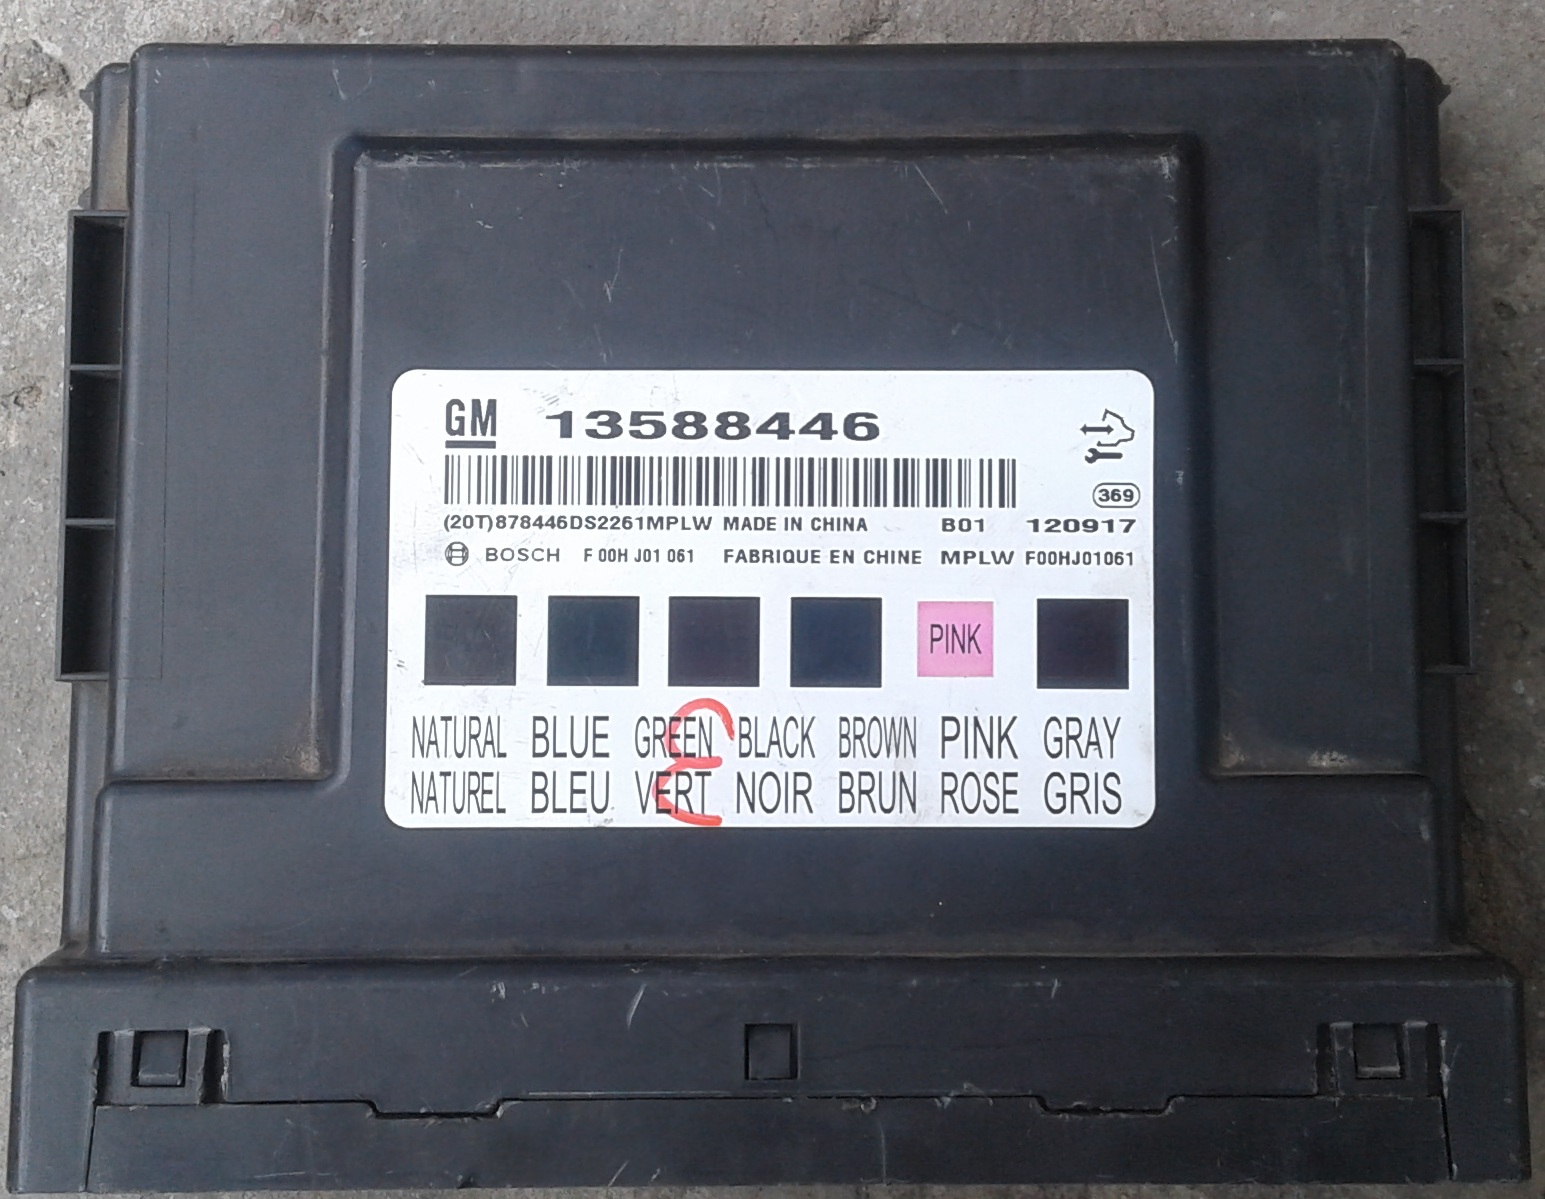 GM 13588446
369
(20T)878446DS2261MPLW MADE IN CHINA B01 120917
BOSCH F 00H J01 061 FABRIQUE EN CHINE MPLW F00HJ01061
PINK
NATURAL BLUE GREEN BLACK BROWN PINK GRAY
NATUREL BLEU VERT NOIR BRUN ROSE GRIS